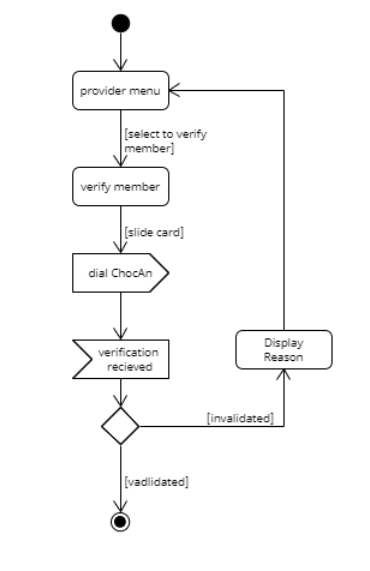 provider menu
[select to verify
member]
verify member
[slide card]
dial ChocAn
verification
recieved
Display
Reason
[invalidated]
[vadlidated]